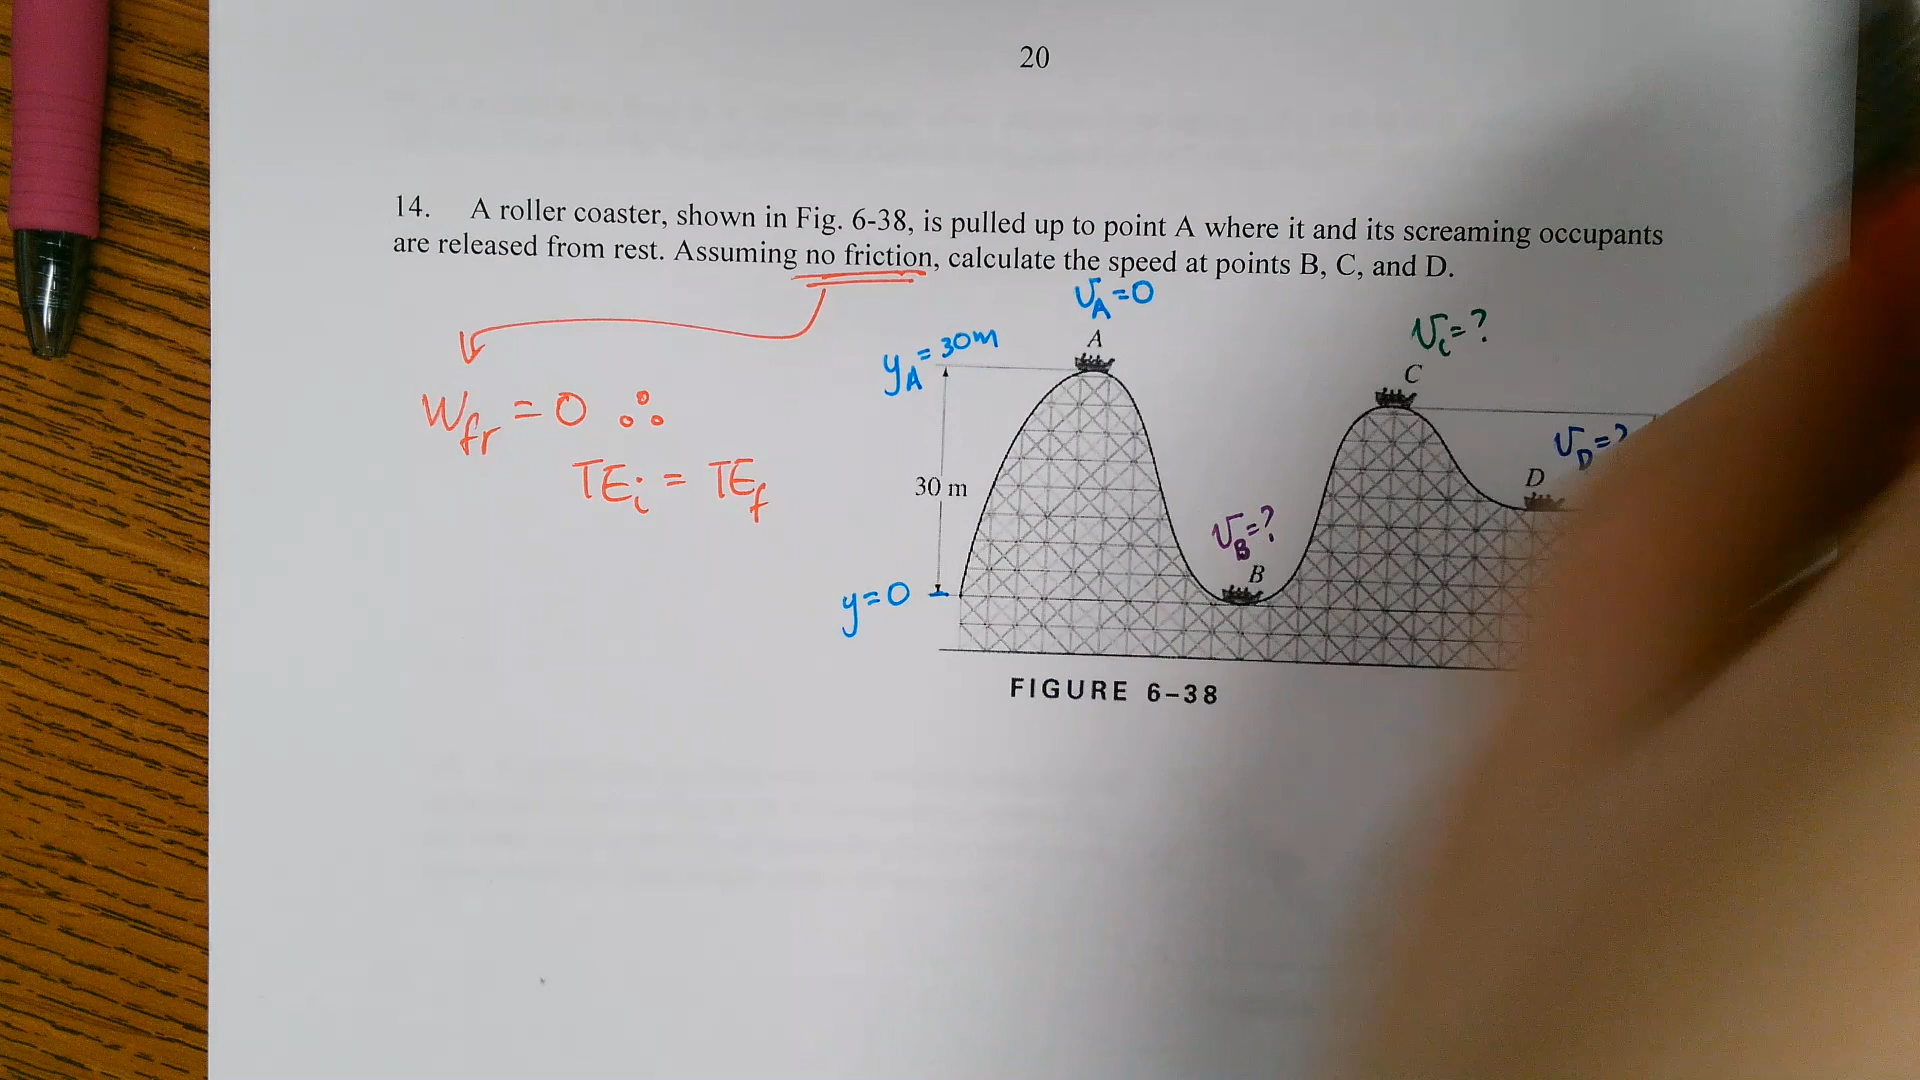 20
14. A roller coaster, shown in Fig. 6-38, is pulled up to point A where it and its screaming occupants
are released from rest. Assuming no friction, calculate the speed at points B, C, and D.
v_A = 0
y_A = 30m
A
v_C = ?
C
W_fr = 0 ∴
v_D = ?
D
TE_i = TE_f
30 m
v_B = ?
B
y = 0
FIGURE 6-38